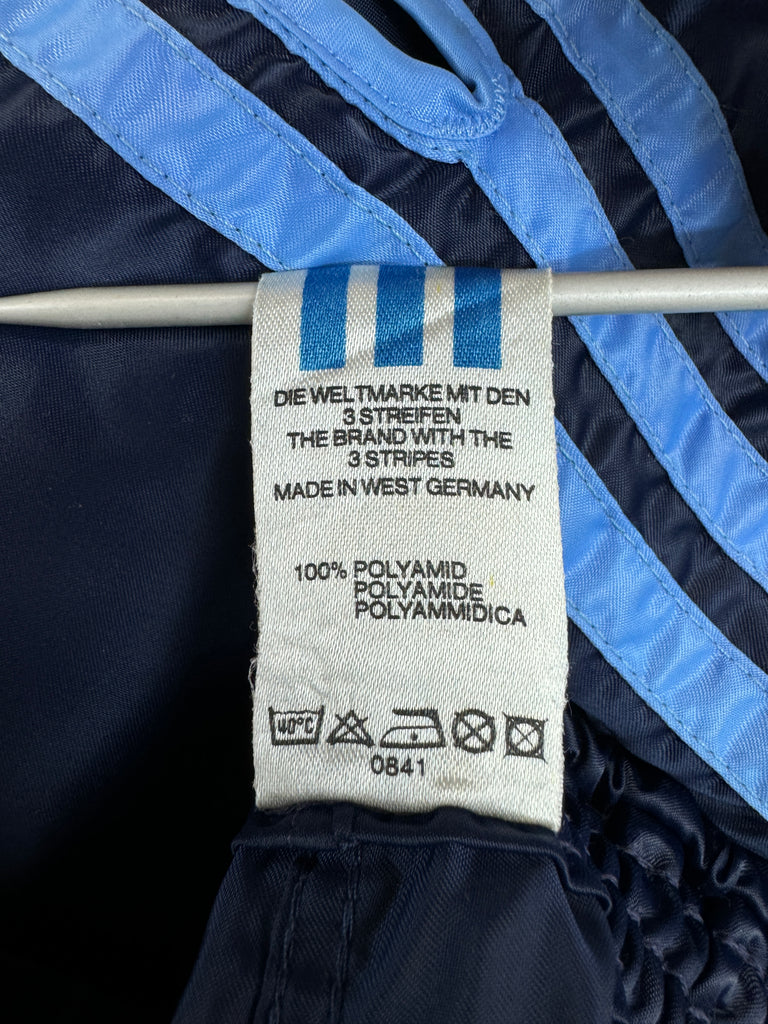 DIE WELTMARKE MIT DEN
3 STREIFEN
THE BRAND WITH THE
3 STRIPES
MADE IN WEST GERMANY
100% POLYAMID
POLYAMIDE
POLYAMMIDICA
40°C
0841